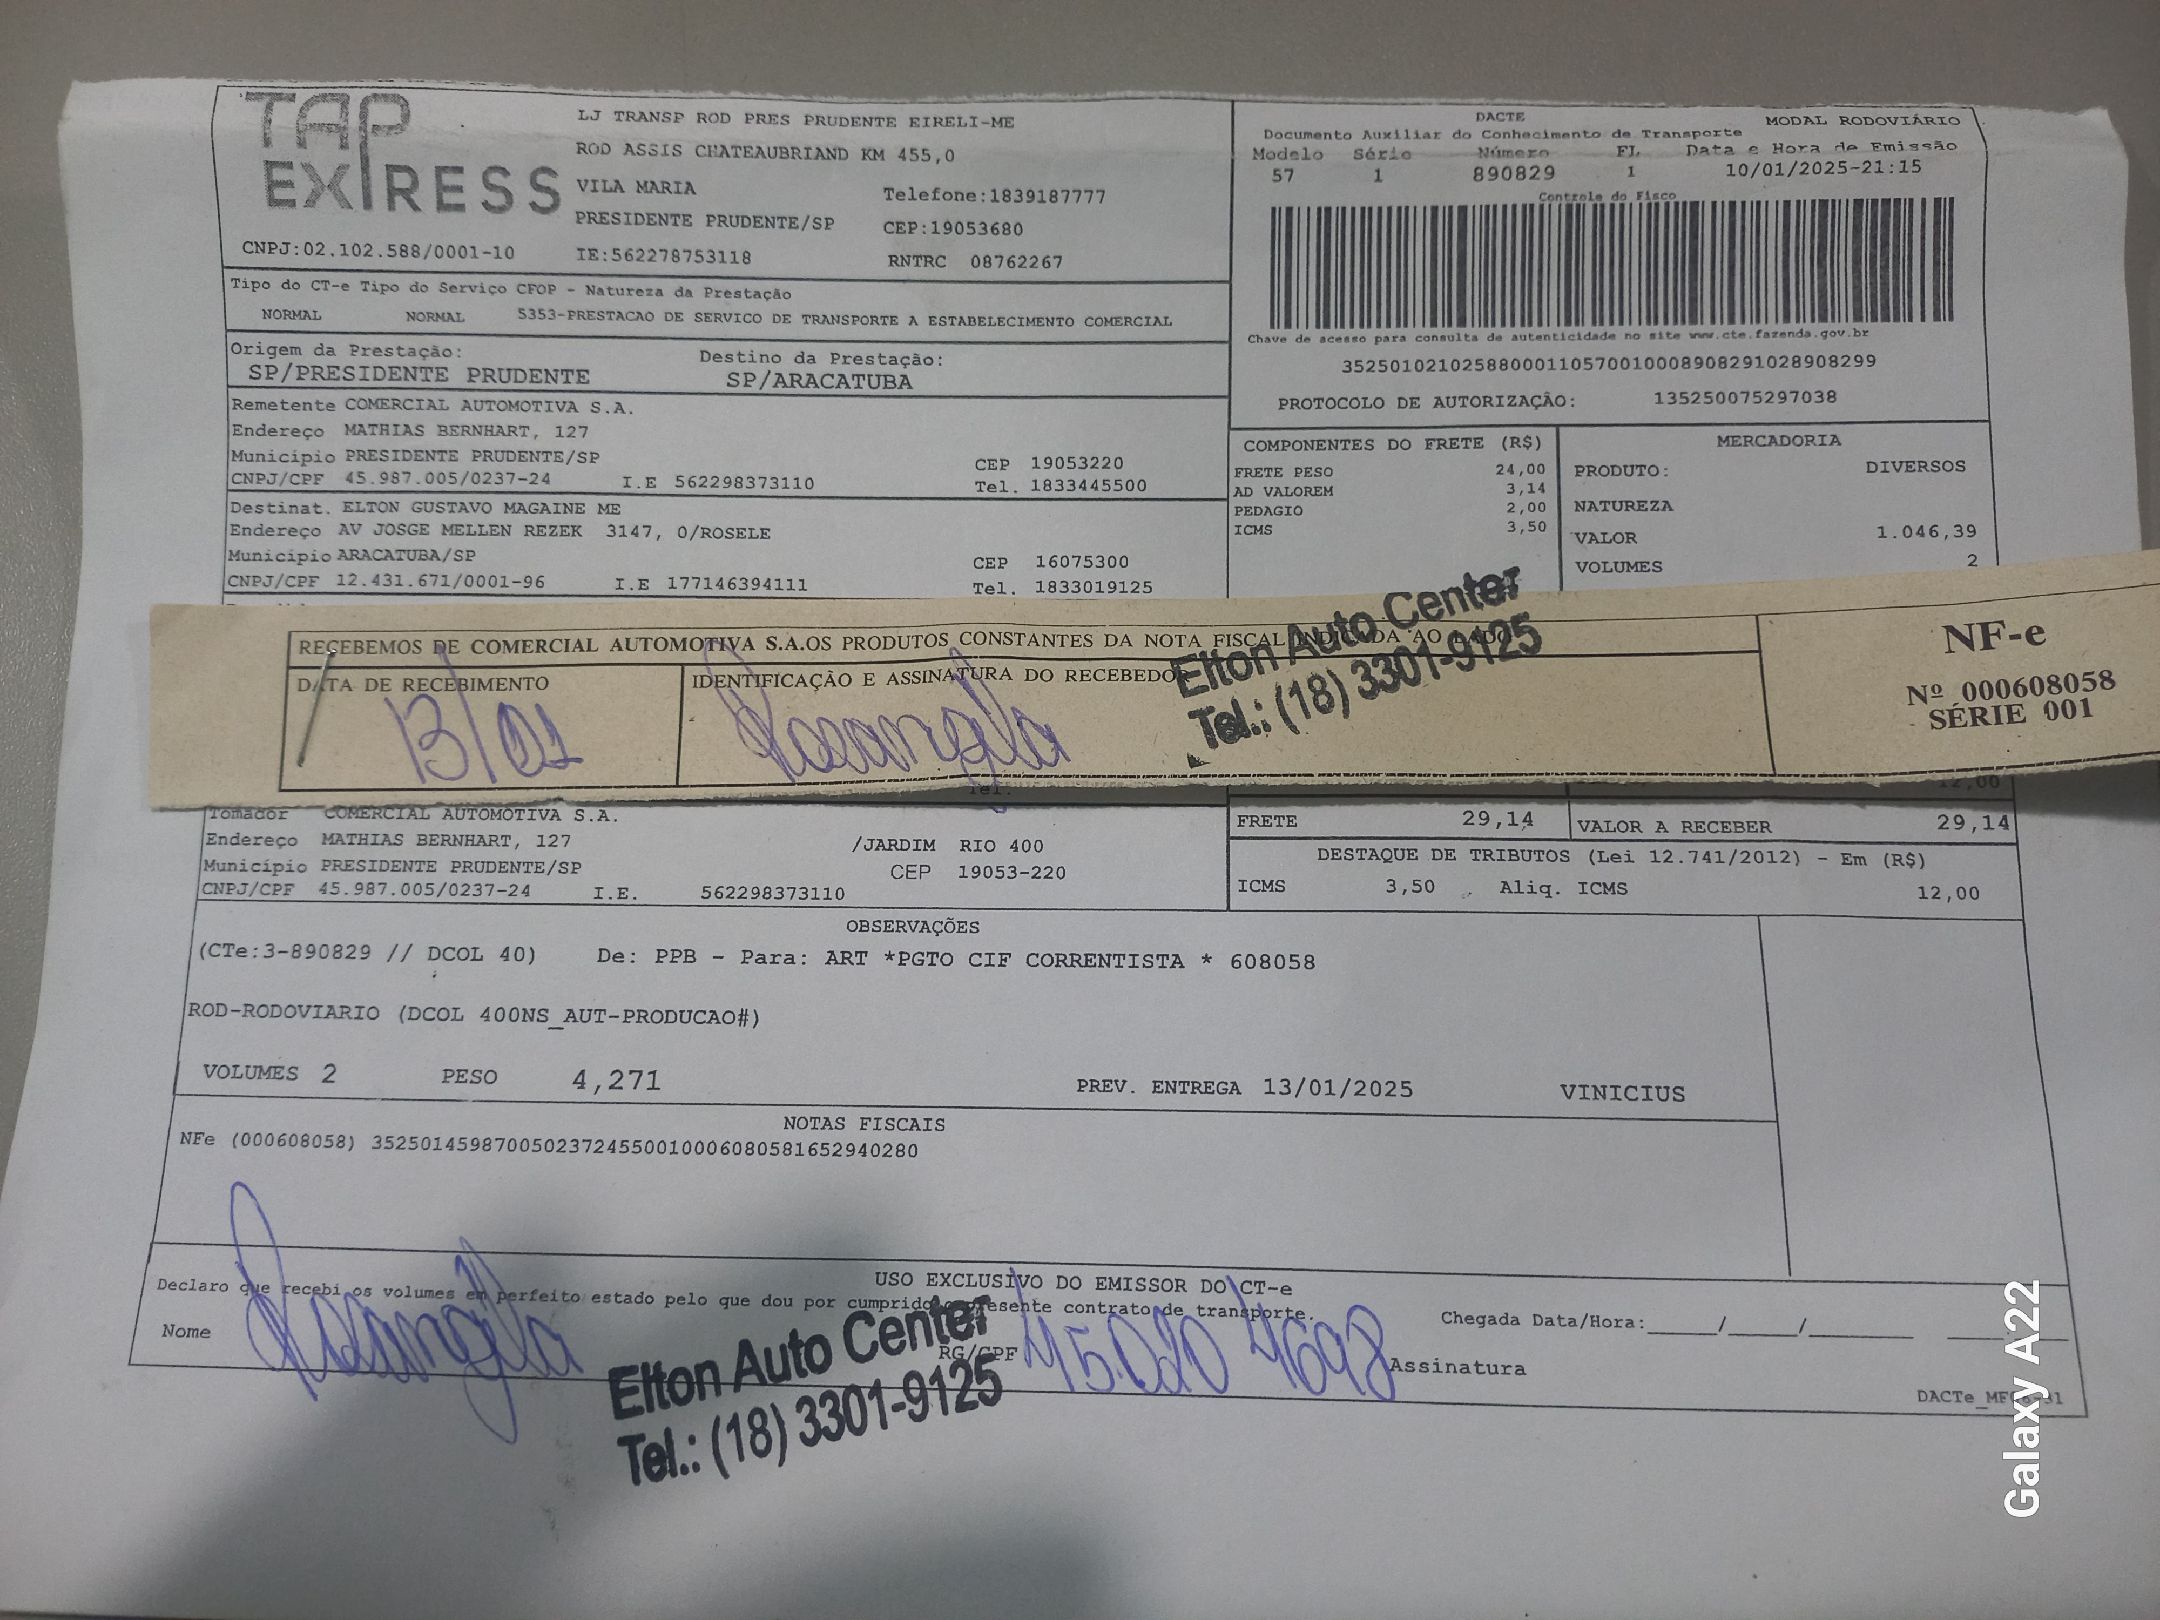 TAP EXPRESS
LJ TRANSP ROD PRES PRUDENTE EIRELI-ME
ROD ASSIS CHATEAUBRIAND KM 455,0
VILA MARIA Telefone:1839187777
PRESIDENTE PRUDENTE/SP CEP:19053680
CNPJ:02.102.588/0001-10 IE:562278753118 RNTRC 08762267
DACTE MODAL RODOVIÁRIO
Documento Auxiliar do Conhecimento de Transporte
Modelo Série Número FL Data e Hora de Emissão
57 1 890829 1 10/01/2025-21:15
Controle do Fisco
Chave de acesso para consulta de autenticidade no site www.cte.fazenda.gov.br
35250102102588000110570010008908291028908299
PROTOCOLO DE AUTORIZAÇÃO: 135250075297038
Tipo do CT-e Tipo do Serviço CFOP - Natureza da Prestação
NORMAL NORMAL 5353-PRESTACAO DE SERVICO DE TRANSPORTE A ESTABELECIMENTO COMERCIAL
Origem da Prestação: Destino da Prestação:
SP/PRESIDENTE PRUDENTE SP/ARACATUBA
Remetente COMERCIAL AUTOMOTIVA S.A.
Endereço MATHIAS BERNHART, 127
Município PRESIDENTE PRUDENTE/SP CEP 19053220
CNPJ/CPF 45.987.005/0237-24 I.E 562298373110 Tel. 1833445500
Destinat. ELTON GUSTAVO MAGAINE ME
Endereço AV JOSGE MELLEN REZEK 3147, 0/ROSELE
Município ARACATUBA/SP CEP 16075300
CNPJ/CPF 12.431.671/0001-96 I.E 177146394111 Tel. 1833019125
COMPONENTES DO FRETE (R$)
FRETE PESO 24,00
AD VALOREM 3,14
PEDAGIO 2,00
ICMS 3,50
MERCADORIA
PRODUTO: DIVERSOS
NATUREZA
VALOR 1.046,39
VOLUMES 2
RECEBEMOS DE COMERCIAL AUTOMOTIVA S.A.OS PRODUTOS CONSTANTES DA NOTA FISCAL INDICADA AO LADO
DATA DE RECEBIMENTO IDENTIFICAÇÃO E ASSINATURA DO RECEBEDOR
13/01 Rosangela
Elton Auto Center
Tel.: (18) 3301-9125
NF-e
Nº 000608058
SÉRIE 001
Tel.
12,00
Tomador COMERCIAL AUTOMOTIVA S.A.
Endereço MATHIAS BERNHART, 127 /JARDIM RIO 400
Município PRESIDENTE PRUDENTE/SP CEP 19053-220
CNPJ/CPF 45.987.005/0237-24 I.E. 562298373110
FRETE 29,14 VALOR A RECEBER 29,14
DESTAQUE DE TRIBUTOS (Lei 12.741/2012) - Em (R$)
ICMS 3,50 Aliq. ICMS 12,00
OBSERVAÇÕES
(CTe:3-890829 // DCOL 40) De: PPB - Para: ART *PGTO CIF CORRENTISTA * 608058
ROD-RODOVIARIO (DCOL 400NS_AUT-PRODUCAO#)
VOLUMES 2 PESO 4,271 PREV. ENTREGA 13/01/2025 VINICIUS
NOTAS FISCAIS
NFe (000608058) 35250145987005023724550010006080581652940280
USO EXCLUSIVO DO EMISSOR DO CT-e
Declaro que recebi os volumes em perfeito estado pelo que dou por cumprido o presente contrato de transporte.
Chegada Data/Hora:_____/_____/_______
Nome Rosangela RG/CPF 45.020 4698 Assinatura
Elton Auto Center
Tel.: (18) 3301-9125
Galaxy A22